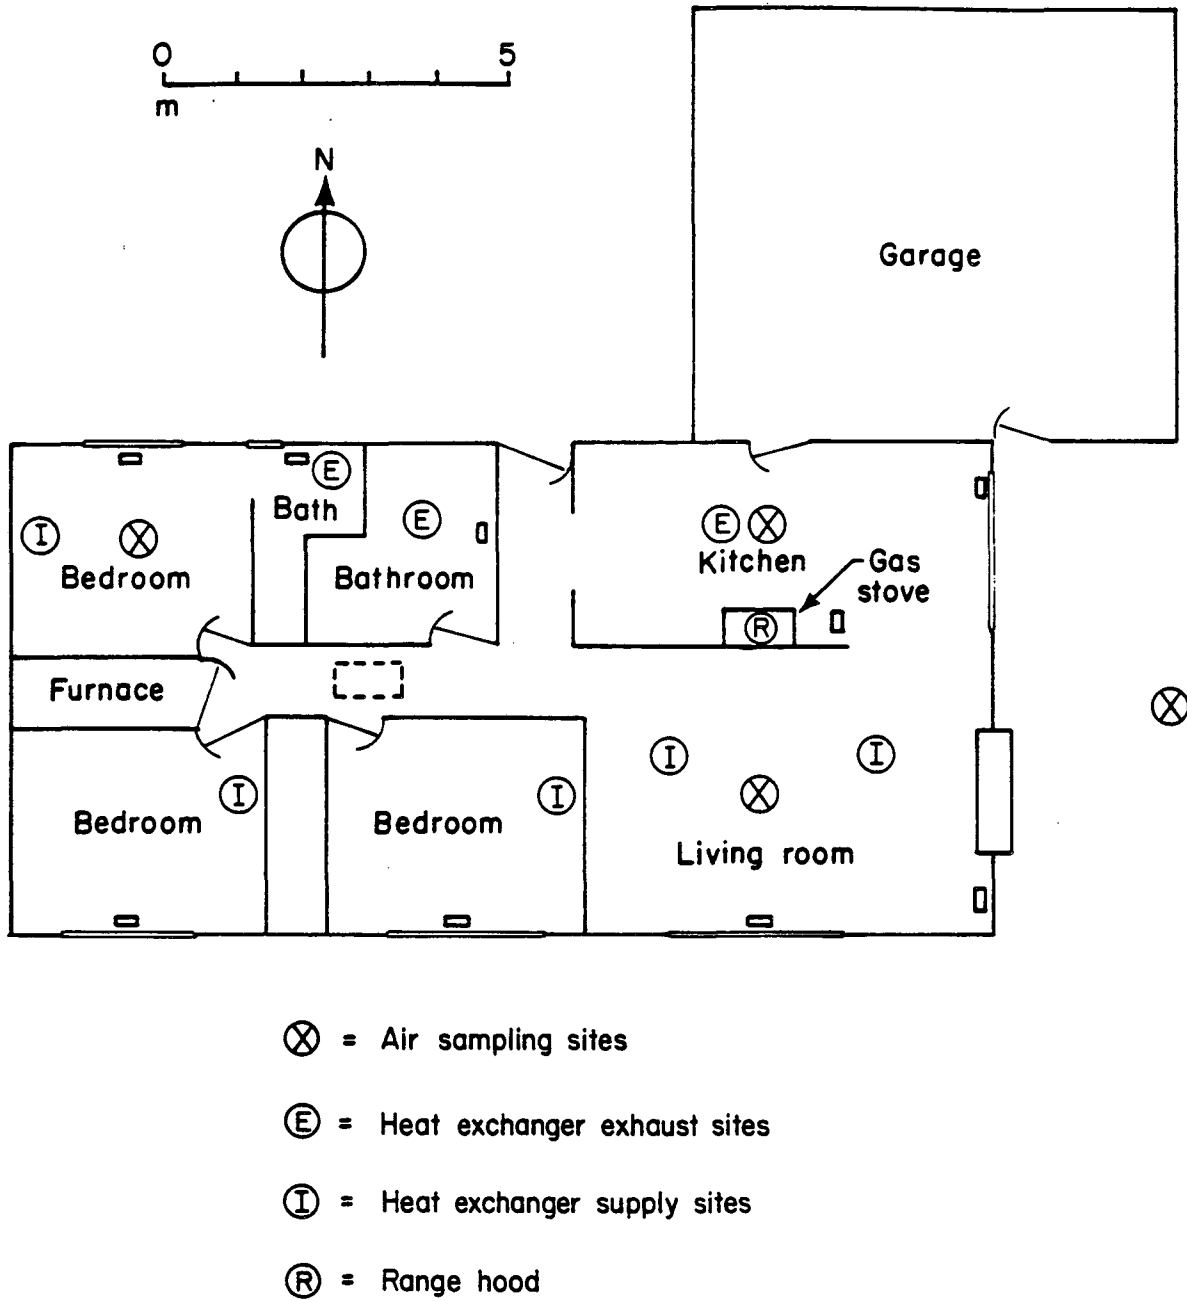 0 5
m
N
Garage
E
Bath
E
I
X
Bedroom
Bathroom
E X
Kitchen
Gas
stove
R
Furnace
X
I
I
I
I
X
Bedroom
Bedroom
Living room
X = Air sampling sites
E = Heat exchanger exhaust sites
I = Heat exchanger supply sites
R = Range hood